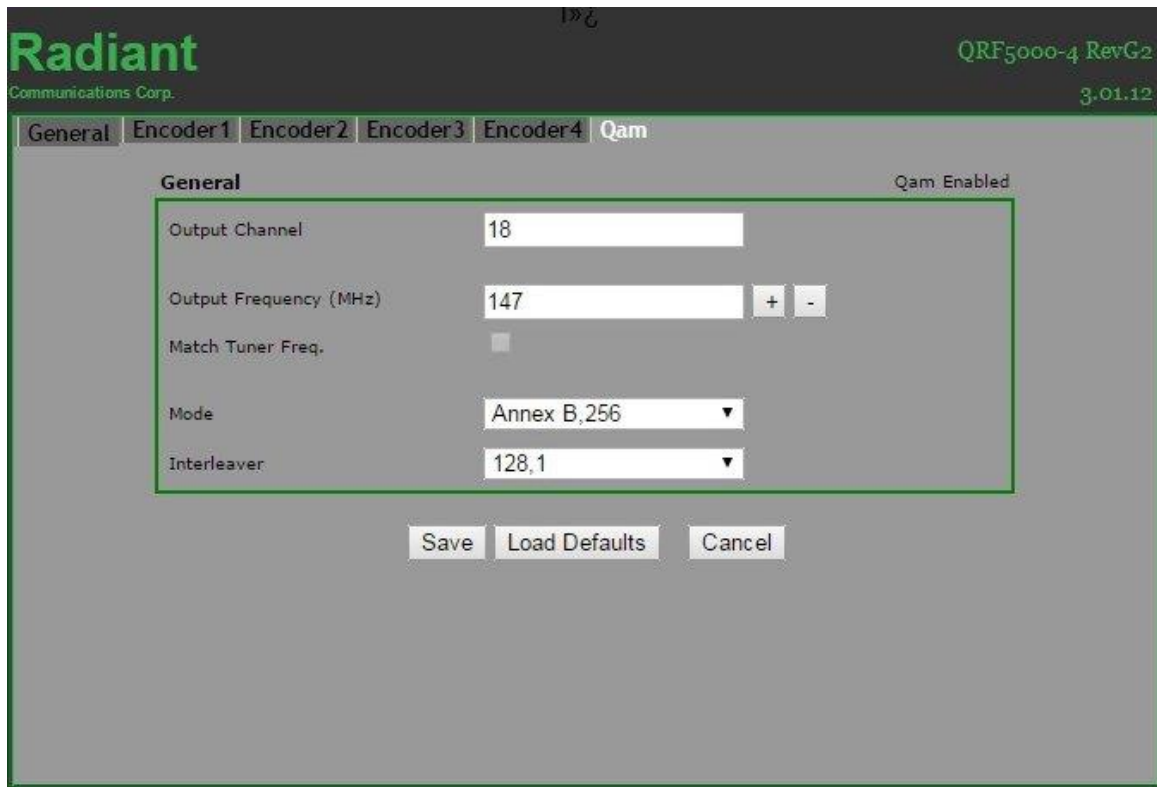 ï»¿
Radiant
Communications Corp.
QRF5000-4 RevG2
3.01.12
General Encoder1 Encoder2 Encoder3 Encoder4 Qam
General Qam Enabled
Output Channel 18
Output Frequency (MHz) 147 + -
Match Tuner Freq.
Mode Annex B,256
Interleaver 128,1
Save Load Defaults Cancel